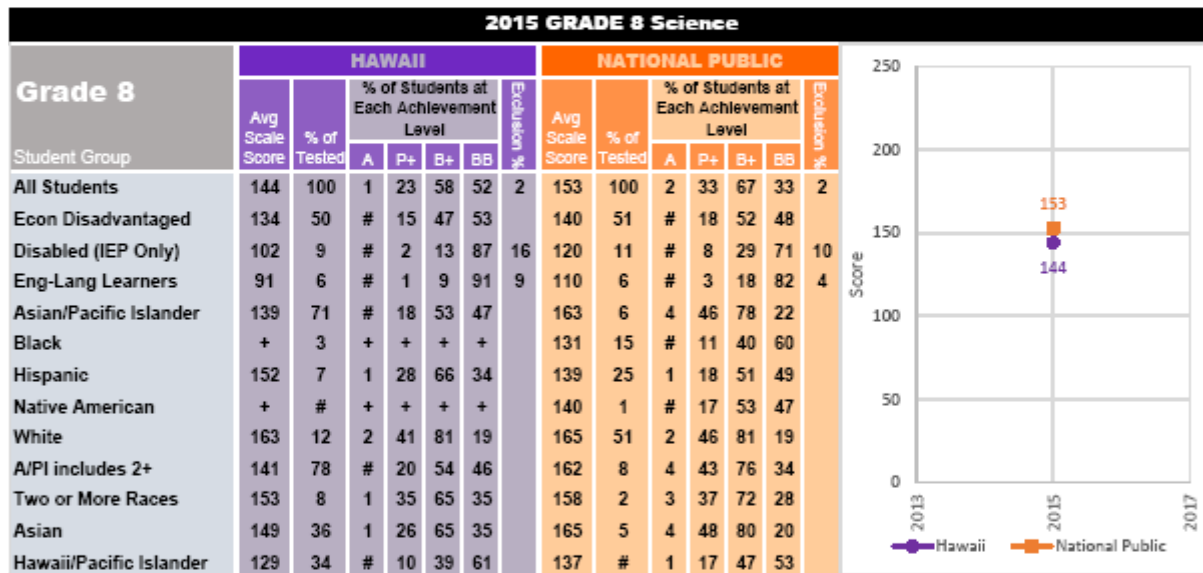 2015 GRADE 8 Science
Grade 8
HAWAII
NATIONAL PUBLIC
Student Group
Avg Scale Score
% of Tested
% of Students at Each Achievement Level
Exclusion %
Avg Scale Score
% of Tested
% of Students at Each Achievement Level
Exclusion %
A P+ B+ BB A P+ B+ BB
All Students 144 100 1 23 58 52 2 153 100 2 33 67 33 2
Econ Disadvantaged 134 50 # 15 47 53 140 51 # 18 52 48
Disabled (IEP Only) 102 9 # 2 13 87 16 120 11 # 8 29 71 10
Eng-Lang Learners 91 6 # 1 9 91 9 110 6 # 3 18 82 4
Asian/Pacific Islander 139 71 # 18 53 47 163 6 4 46 78 22
Black + 3 + + + + 131 15 # 11 40 60
Hispanic 152 7 1 28 66 34 139 25 1 18 51 49
Native American + # + + + + 140 1 # 17 53 47
White 163 12 2 41 81 19 165 51 2 46 81 19
A/PI includes 2+ 141 78 # 20 54 46 162 8 4 43 76 34
Two or More Races 153 8 1 35 65 35 158 2 3 37 72 28
Asian 149 36 1 26 65 35 165 5 4 48 80 20
Hawaii/Pacific Islander 129 34 # 10 39 61 137 # 1 17 47 53
250
200
150
100
50
0
Score
153
144
2013
2015
2017
Hawaii
National Public